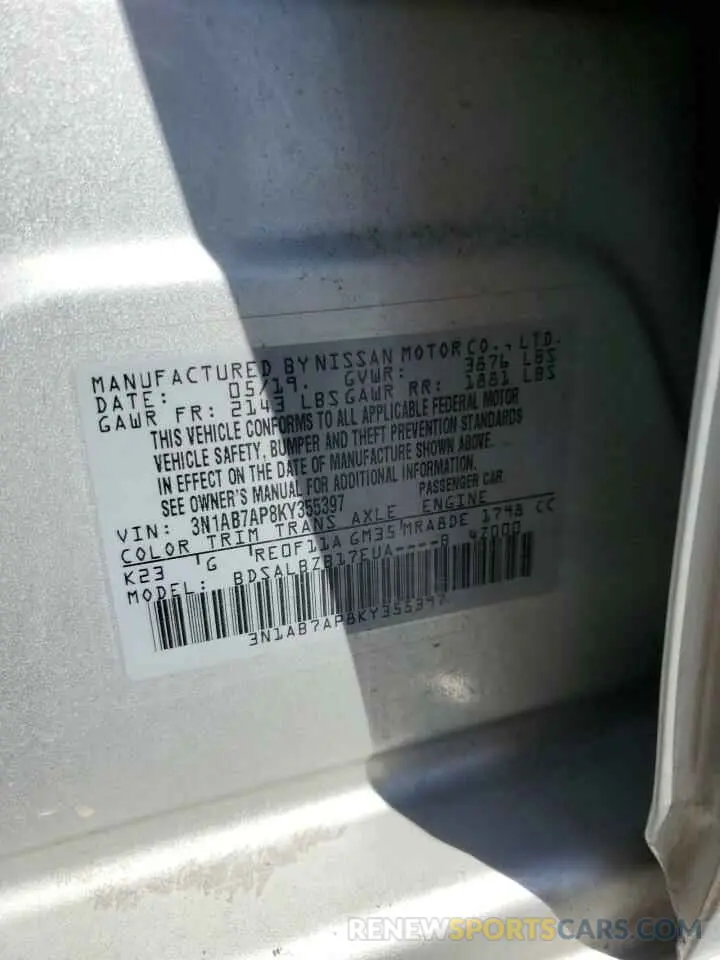 MANUFACTURED BY NISSAN MOTOR CO., LTD.
DATE: 05/19. GVWR: 3676 LBS
GAWR FR: 2143 LBS GAWR RR: 1881 LBS
THIS VEHICLE CONFORMS TO ALL APPLICABLE FEDERAL MOTOR
VEHICLE SAFETY, BUMPER AND THEFT PREVENTION STANDARDS
IN EFFECT ON THE DATE OF MANUFACTURE SHOWN ABOVE.
SEE OWNER'S MANUAL FOR ADDITIONAL INFORMATION.
VIN: 3N1AB7AP8KY355397 PASSENGER CAR
COLOR TRIM TRANS AXLE ENGINE
K23 G RE0F11A GM35 MRA8DE 1798 CC
MODEL: BDSALBZB17EUA----B 4Z000
3N1AB7AP8KY355397
RENEWSPORTSCARS.COM